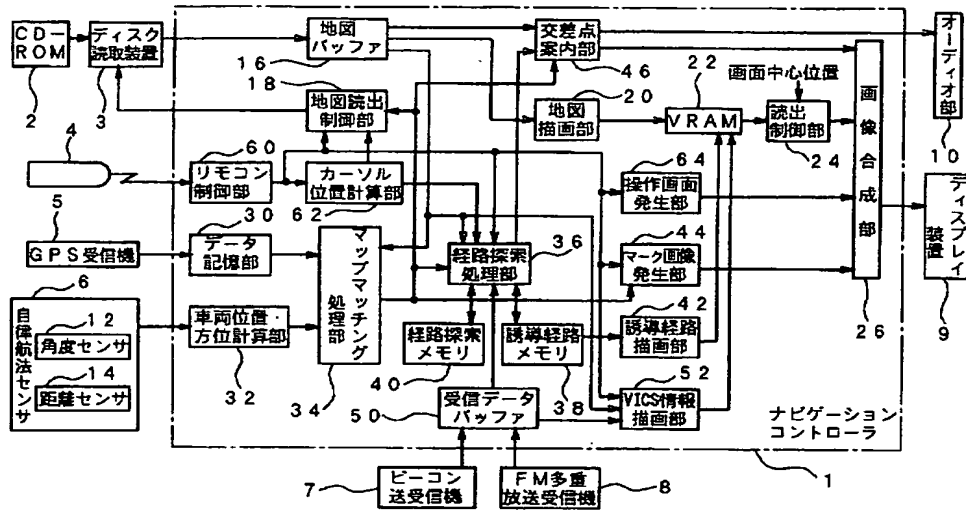 CD-
ROM
2
ディスク
読取装置
3
地図
バッファ
16
18
地図読出
制御部
交差点
案内部
46
オーディオ部
10
22
画面中心位置
20
地図
描画部
VRAM
読出
制御部
24
画像合成部
26
4
60
リモコン
制御部
カーソル
位置計算部
62
64
操作画面
発生部
ディスプレイ
装置
9
5
GPS受信機
30
データ
記憶部
マップマッチング
処理部
34
経路探索
処理部
36
44
マーク画像
発生部
6
自律航法センサ
12
角度センサ
14
距離センサ
車両位置・
方位計算部
32
経路探索
メモリ
40
誘導経路
メモリ
38
42
誘導経路
描画部
50
受信データ
バッファ
52
VICS情報
描画部
ナビゲーション
コントローラ
1
7
ビーコン
送受信機
FM多重
放送受信機
8